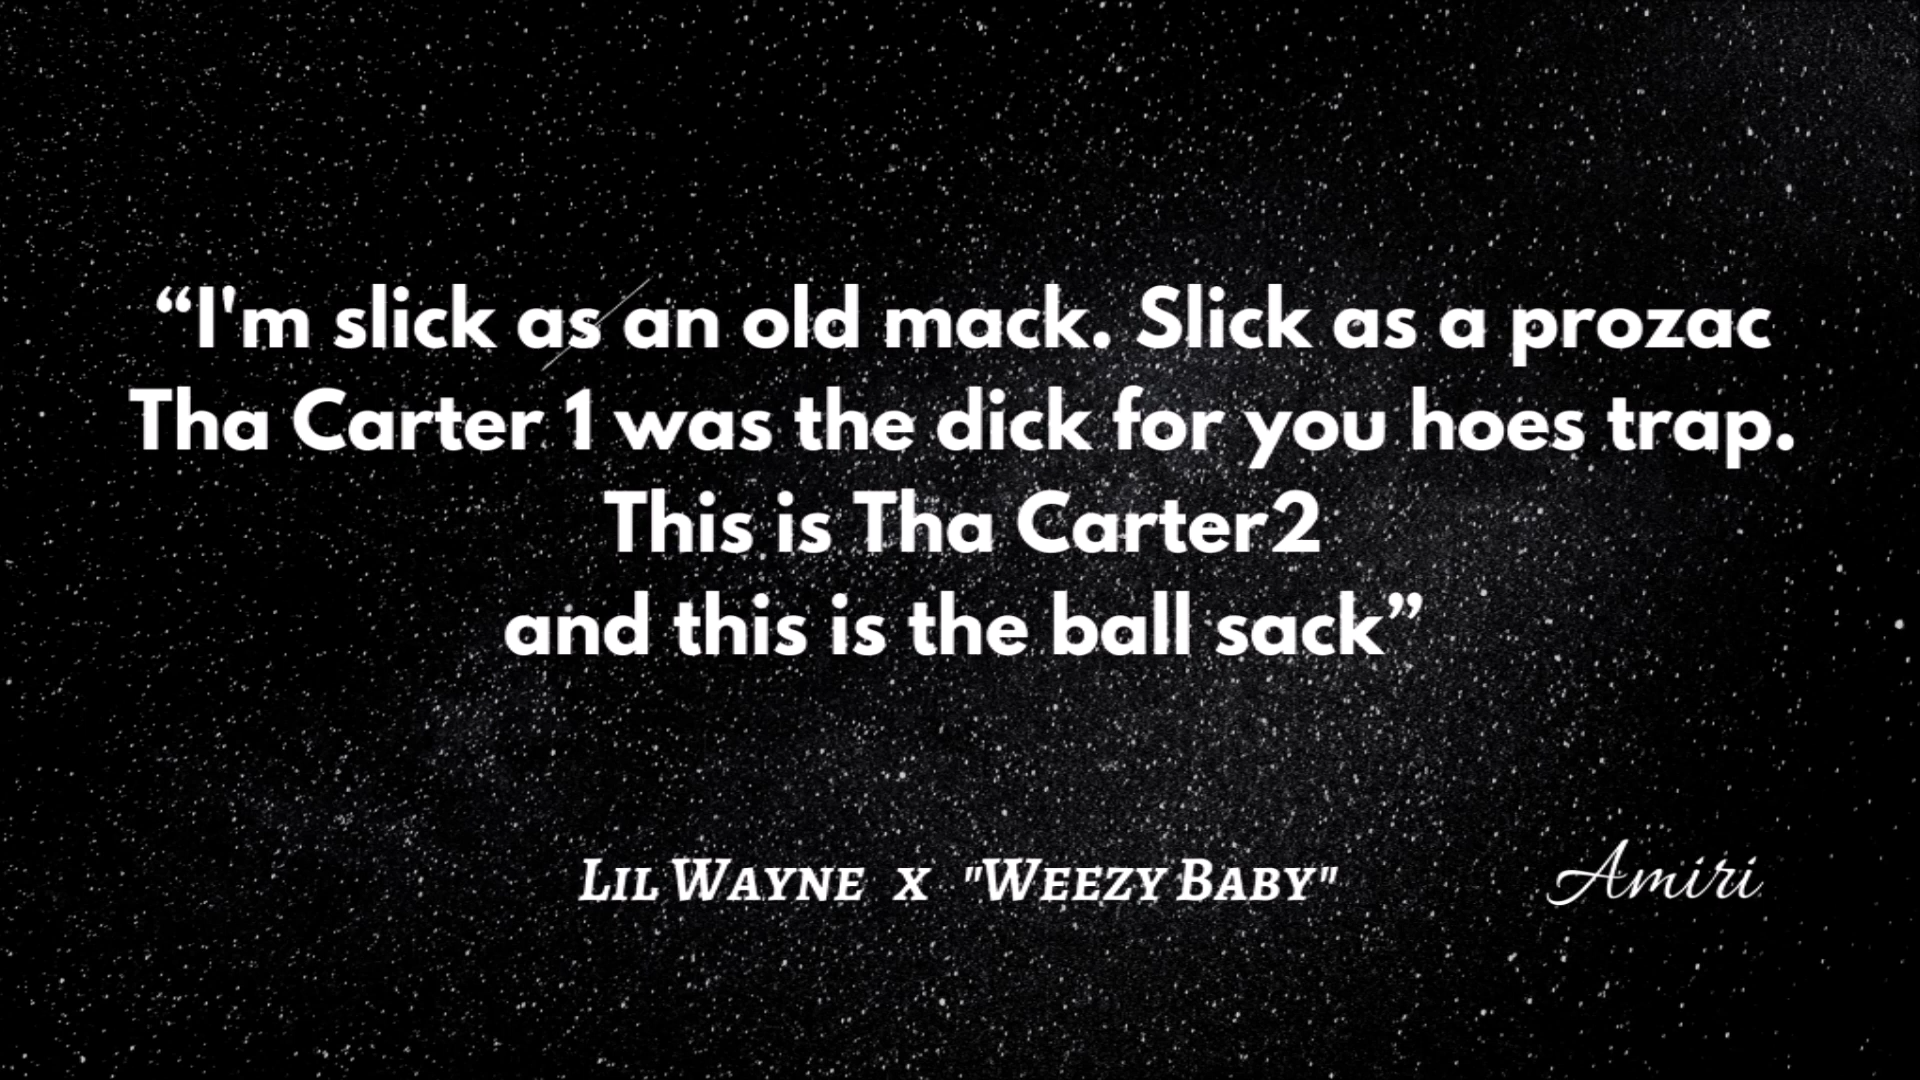 “I'm slick as an old mack. Slick as a prozac
Tha Carter 1 was the dick for you hoes trap.
This is Tha Carter2
and this is the ball sack”
Lil Wayne x "Weezy Baby"
Amiri